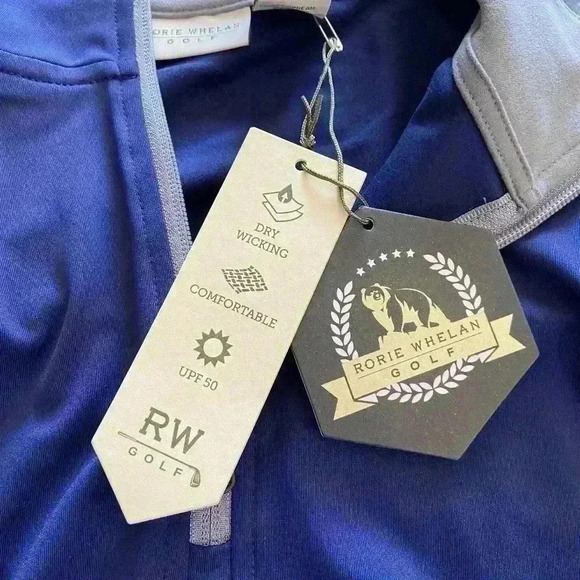 RORIE WHELAN
GOLF
DRY
WICKING
COMFORTABLE
UPF 50
RW
GOLF
RORIE WHELAN
GOLF